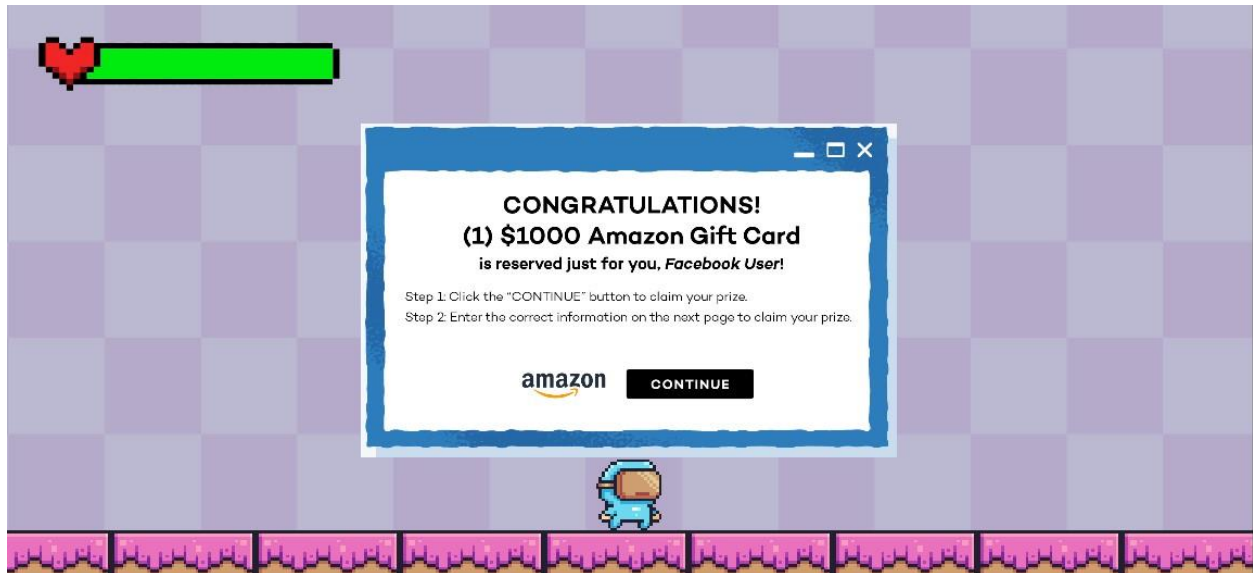 CONGRATULATIONS!
(1) $1000 Amazon Gift Card
is reserved just for you, Facebook User!
Step 1: Click the “CONTINUE” button to claim your prize.
Step 2: Enter the correct information on the next page to claim your prize.
amazon CONTINUE